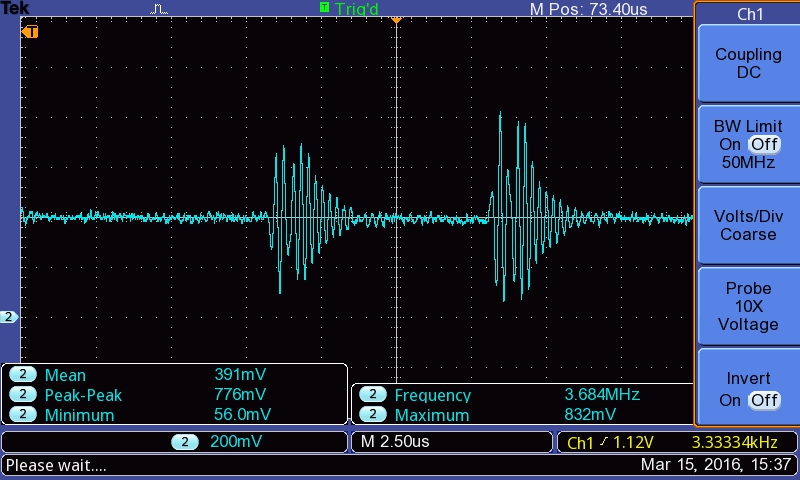 Tek
T Trig'd
M Pos: 73.40us
Ch1
T
Coupling
DC
BW Limit
On Off
50MHz
Volts/Div
Coarse
Probe
10X
Voltage
Invert
On Off
2
2 Mean 391mV
2 Peak-Peak 776mV
2 Minimum 56.0mV
2 Frequency 3.684MHz
2 Maximum 832mV
2 200mV
M 2.50us
Ch1 / 1.12V 3.33334kHz
Please wait....
Mar 15, 2016, 15:37